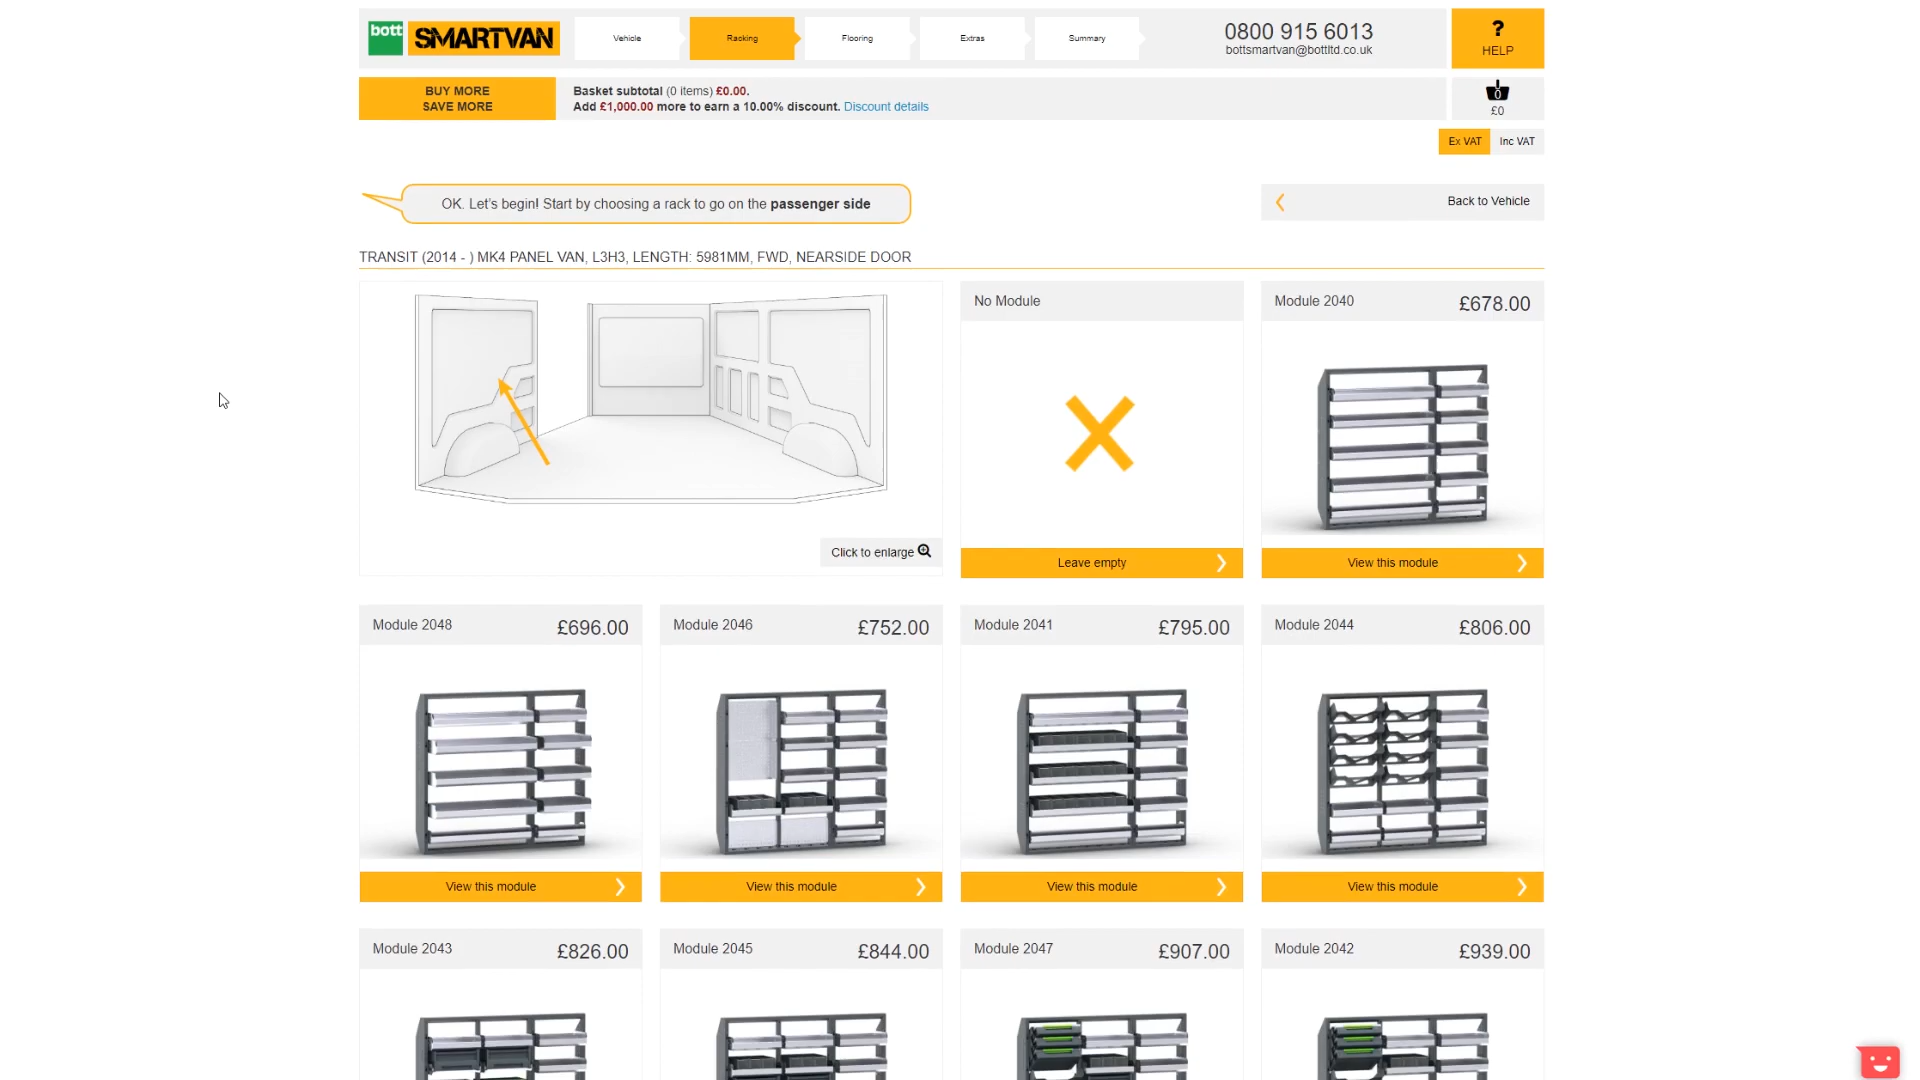 bott SMARTVAN
Vehicle
Racking
Flooring
Extras
Summary
0800 915 6013
bottsmartvan@bottltd.co.uk
?
HELP
BUY MORE
SAVE MORE
Basket subtotal (0 items) £0.00.
Add £1,000.00 more to earn a 10.00% discount. Discount details
0
£0
Ex VAT
Inc VAT
OK. Let's begin! Start by choosing a rack to go on the passenger side
Back to Vehicle
TRANSIT (2014 - ) MK4 PANEL VAN, L3H3, LENGTH: 5981MM, FWD, NEARSIDE DOOR
Click to enlarge
No Module
Leave empty
Module 2040 £678.00
View this module
Module 2048 £696.00
View this module
Module 2046 £752.00
View this module
Module 2041 £795.00
View this module
Module 2044 £806.00
View this module
Module 2043 £826.00
Module 2045 £844.00
Module 2047 £907.00
Module 2042 £939.00